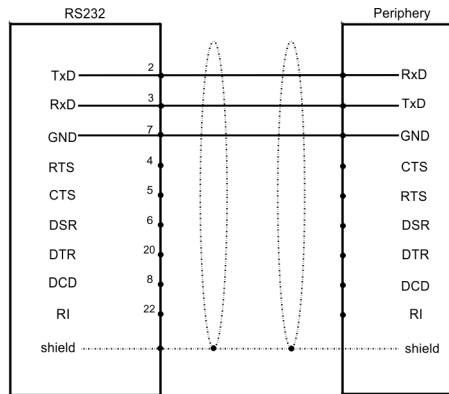 RS232 Periphery
TxD 2 RxD
RxD 3 TxD
GND 7 GND
RTS 4 CTS
CTS 5 RTS
DSR 6 DSR
DTR 20 DTR
DCD 8 DCD
RI 22 RI
shield shield